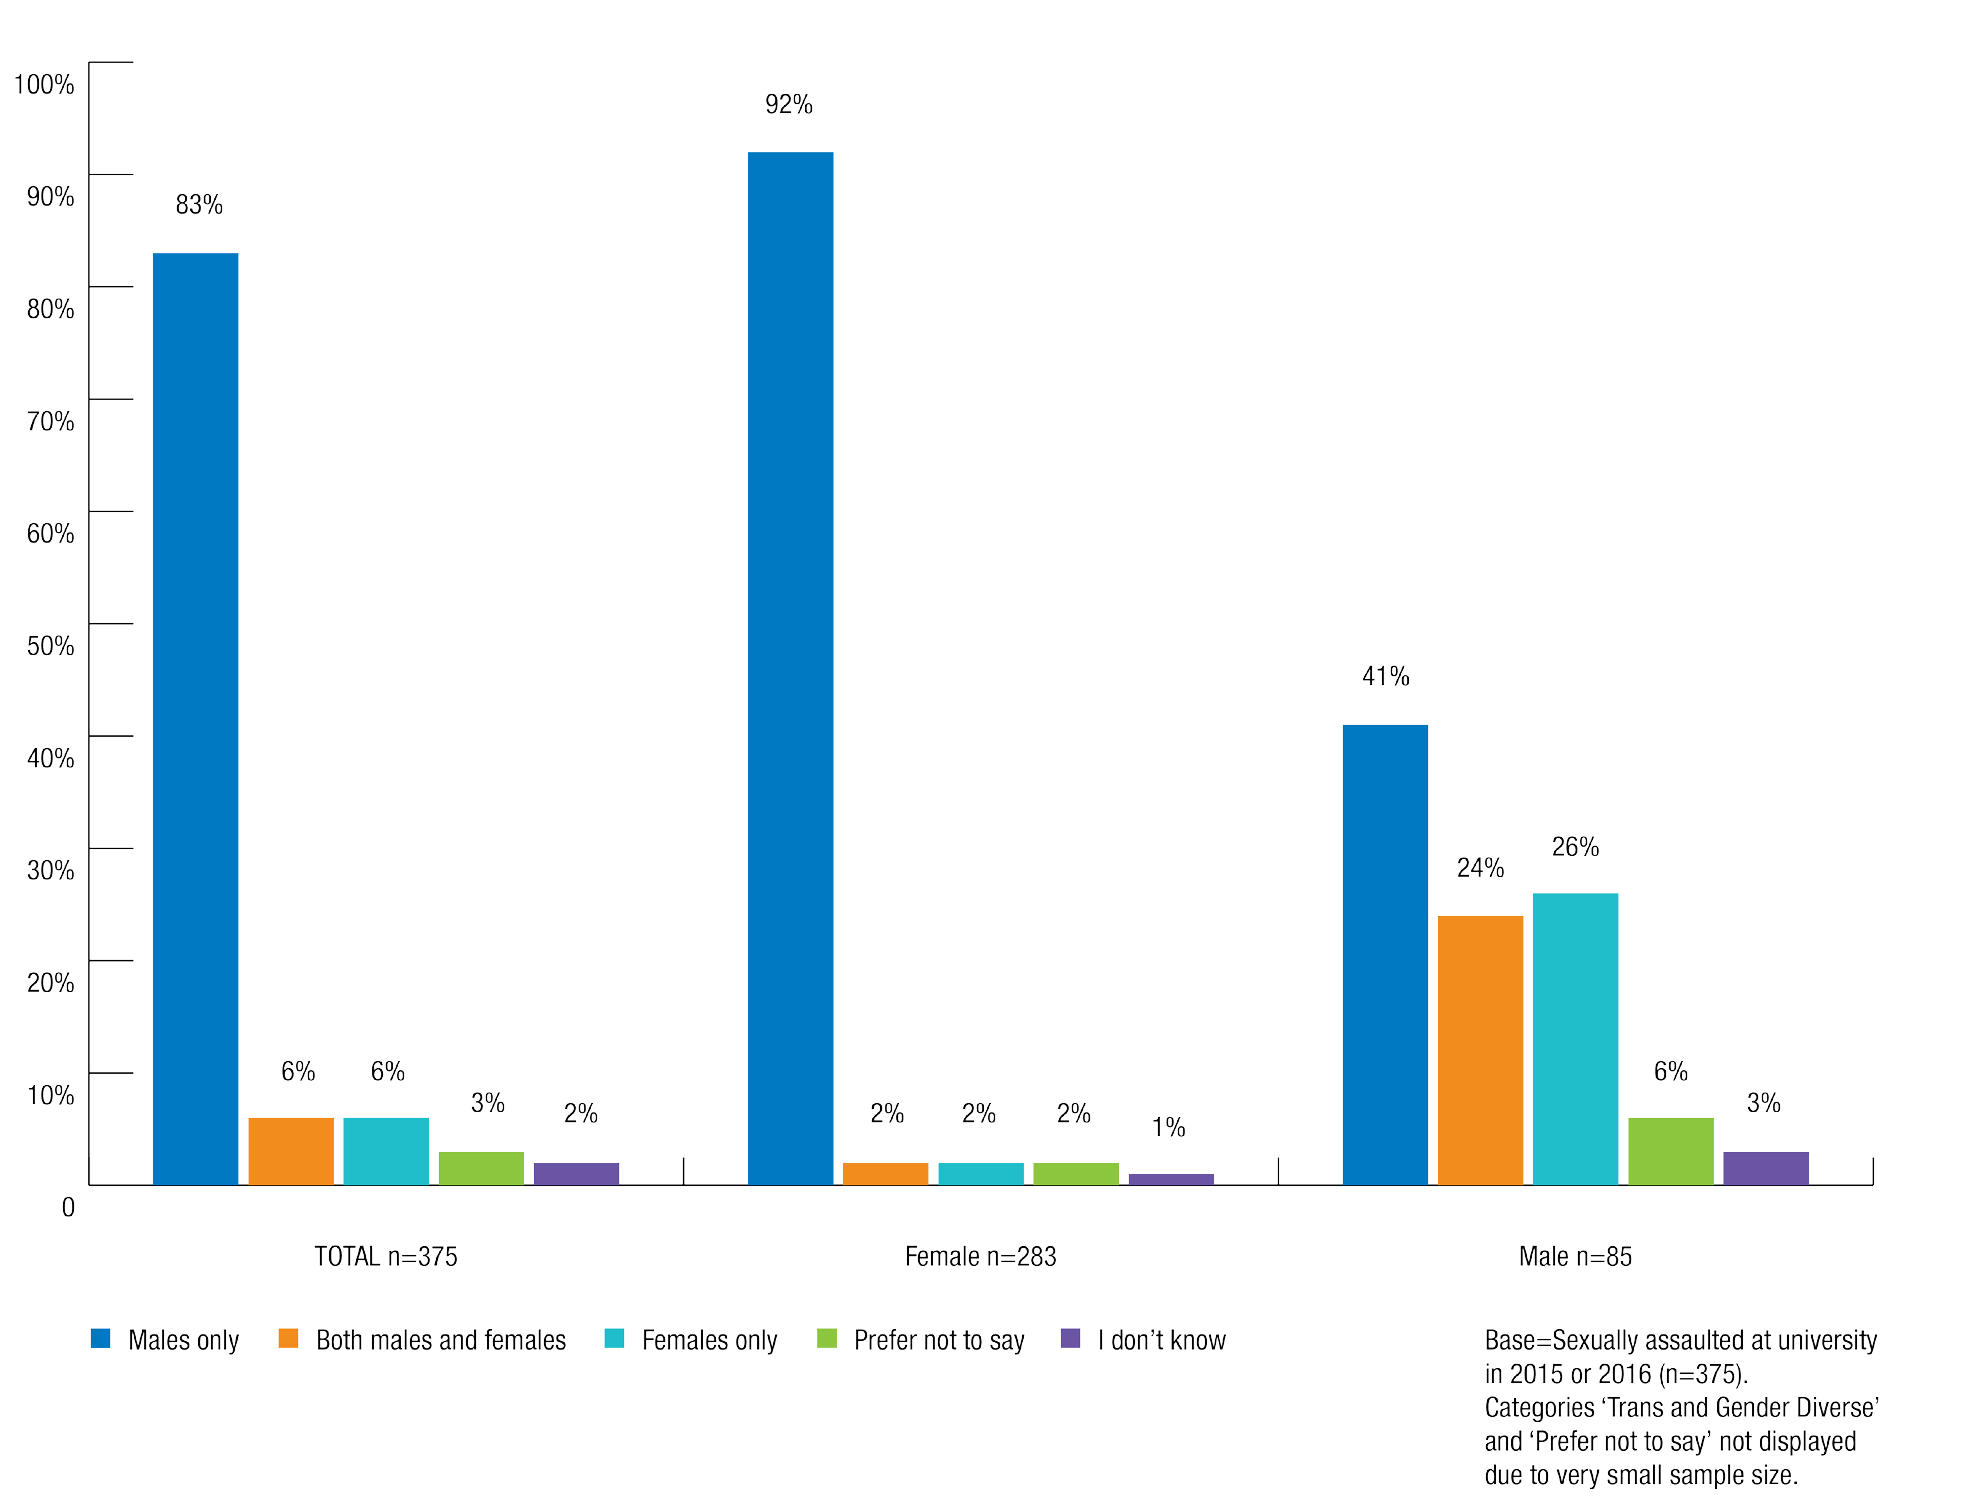 100%
90%
80%
70%
60%
50%
40%
30%
20%
10%
0
83%
6%
6%
3%
2%
92%
2%
2%
2%
1%
41%
24%
26%
6%
3%
TOTAL n=375
Female n=283
Male n=85
Males only
Both males and females
Females only
Prefer not to say
I don’t know
Base=Sexually assaulted at university
in 2015 or 2016 (n=375).
Categories ‘Trans and Gender Diverse’
and ‘Prefer not to say’ not displayed
due to very small sample size.